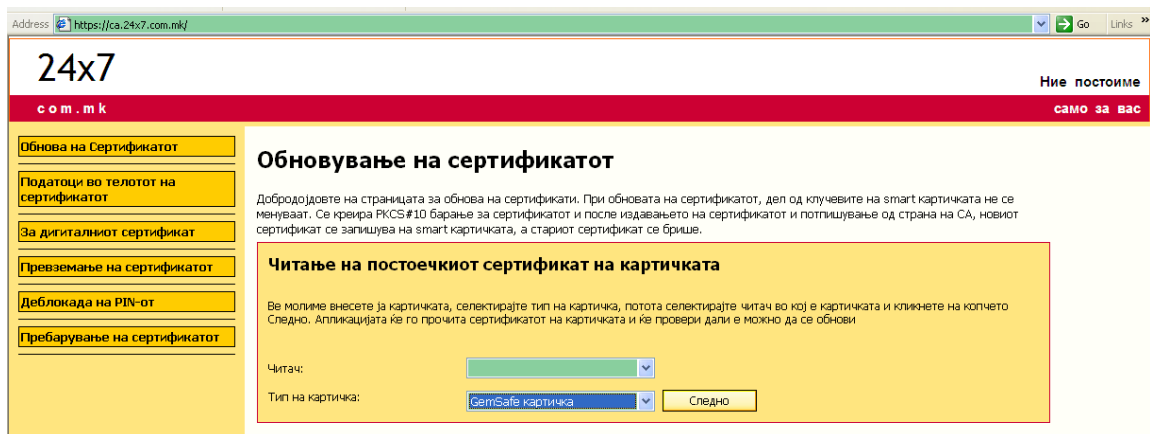 Address https://ca.24x7.com.mk/ Go Links »
24x7
Ние постоиме
com.mk
само за вас
Обнова на Сертификатот
Податоци во телотот на
сертификатот
За дигиталниот сертификат
Превземање на сертификатот
Деблокада на PIN-от
Пребарување на сертификатот
Обновување на сертификатот
Добродојдовте на страницата за обнова на сертификати. При обновата на сертификатот, дел од клучевите на smart картичката не се
менуваат. Се креира PKCS#10 барање за сертификатот и после издавањето на сертификатот и потпишување од страна на CA, новиот
сертификат се запишува на smart картичката, а стариот сертификат се брише.
Читање на постоечкиот сертификат на картичката
Ве молиме внесете ја картичката, селектирајте тип на картичка, потота селектирајте читач во кој е картичката и кликнете на копчето
Следно. Апликацијата ќе го прочита сертификатот на картичката и ќе провери дали е можно да се обнови
Читач:
Тип на картичка: GemSafe картичка Следно